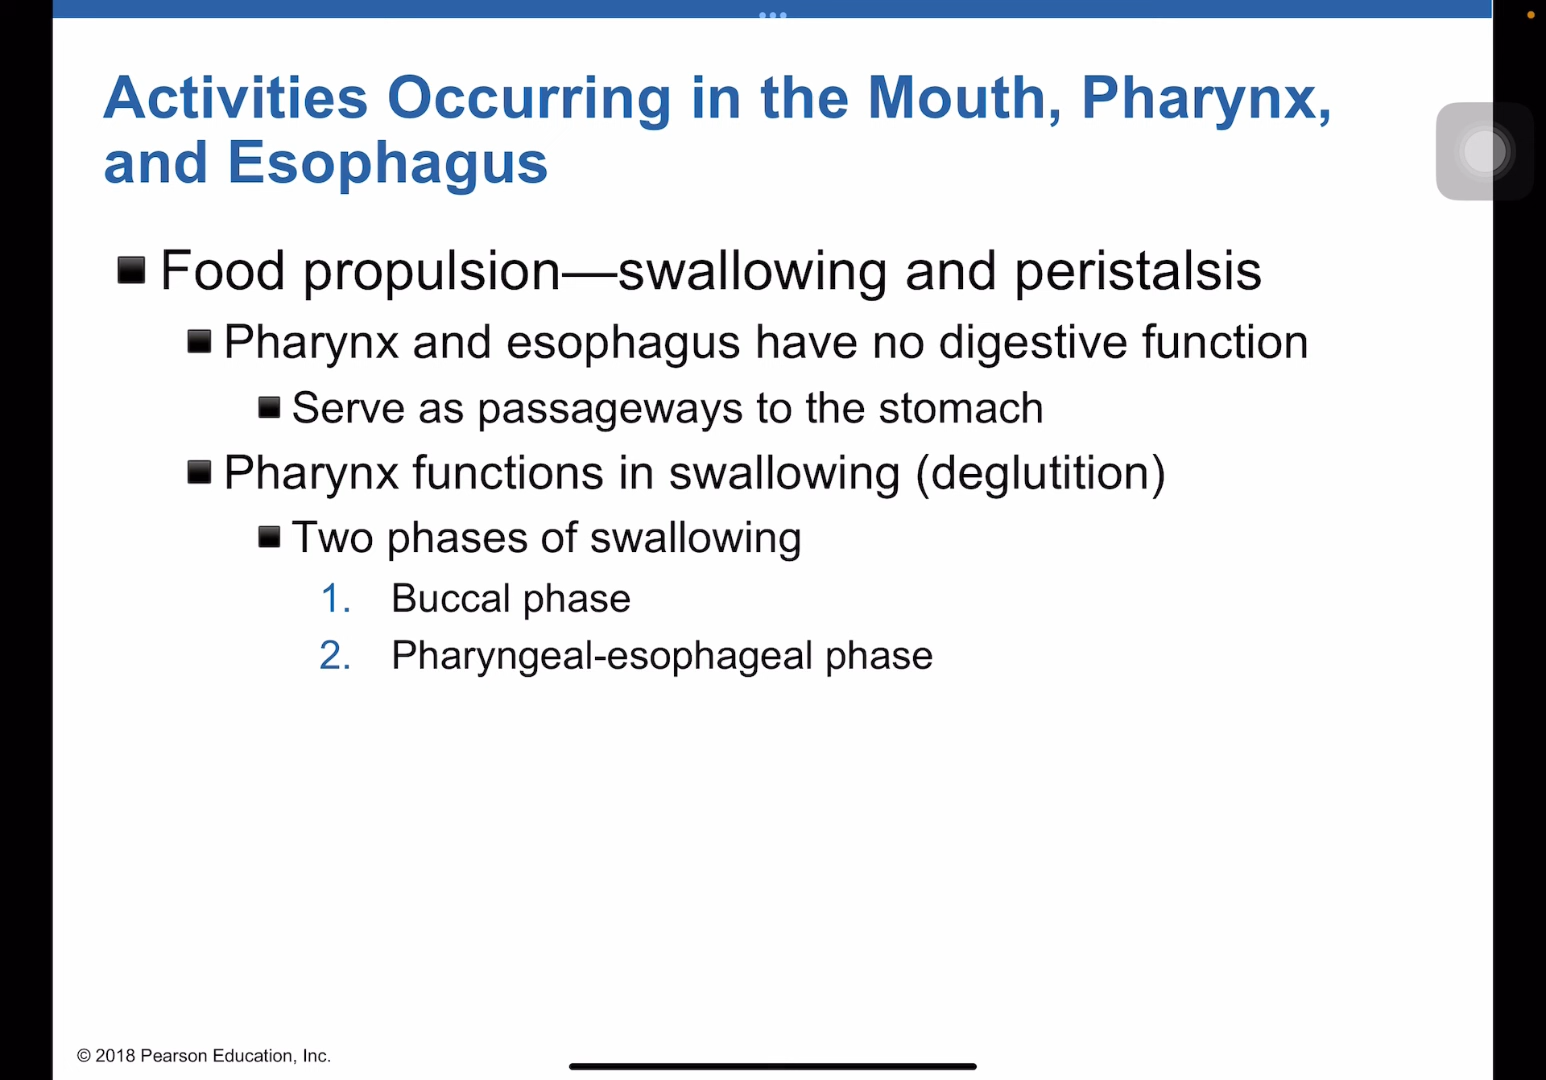 Activities Occurring in the Mouth, Pharynx,
and Esophagus
Food propulsion—swallowing and peristalsis
Pharynx and esophagus have no digestive function
Serve as passageways to the stomach
Pharynx functions in swallowing (deglutition)
Two phases of swallowing
1. Buccal phase
2. Pharyngeal-esophageal phase
© 2018 Pearson Education, Inc.